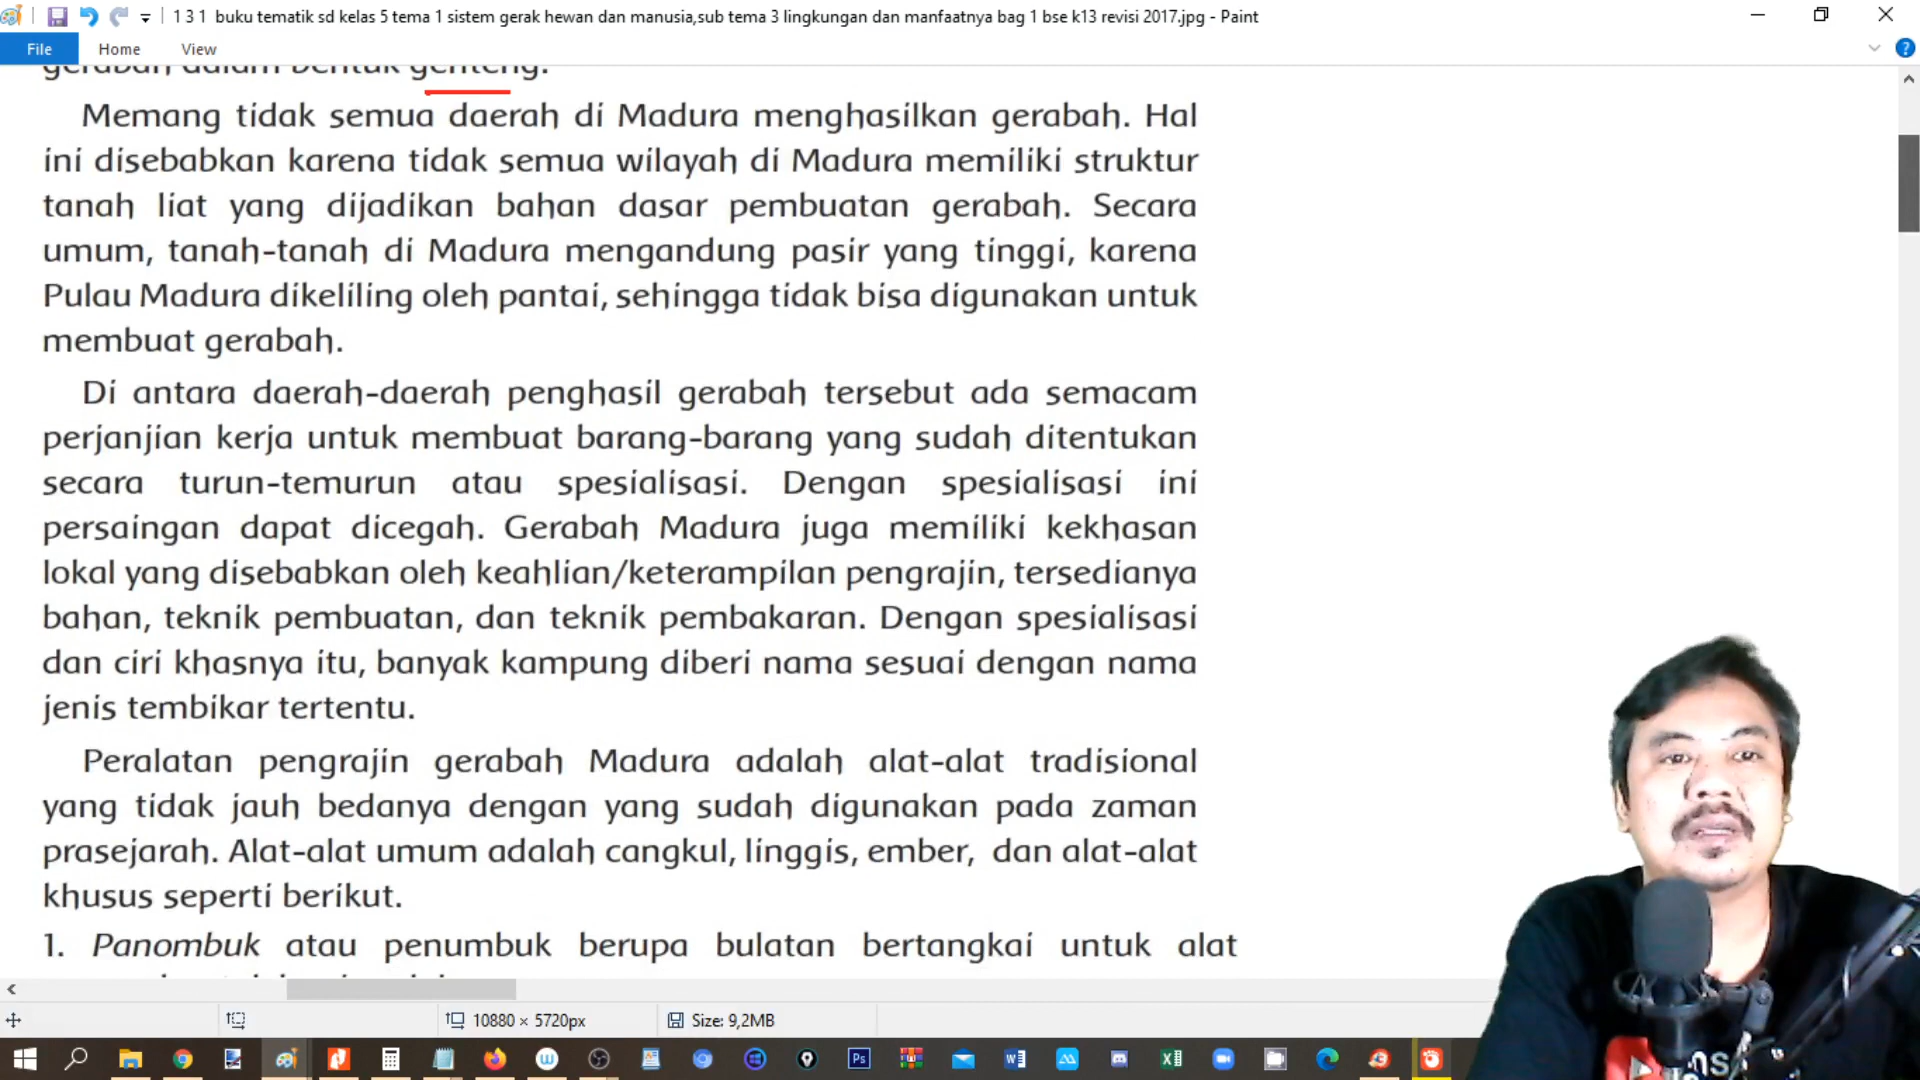 1 3 1 buku tematik sd kelas 5 tema 1 sistem gerak hewan dan manusia,sub tema 3 lingkungan dan manfaatnya bag 1 bse k13 revisi 2017.jpg - Paint
File Home View
gerabah dalam bentuk genteng.
Memang tidak semua daerah di Madura menghasilkan gerabah. Hal
ini disebabkan karena tidak semua wilayah di Madura memiliki struktur
tanah liat yang dijadikan bahan dasar pembuatan gerabah. Secara
umum, tanah-tanah di Madura mengandung pasir yang tinggi, karena
Pulau Madura dikeliling oleh pantai, sehingga tidak bisa digunakan untuk
membuat gerabah.
Di antara daerah-daerah penghasil gerabah tersebut ada semacam
perjanjian kerja untuk membuat barang-barang yang sudah ditentukan
secara turun-temurun atau spesialisasi. Dengan spesialisasi ini
persaingan dapat dicegah. Gerabah Madura juga memiliki kekhasan
lokal yang disebabkan oleh keahlian/keterampilan pengrajin, tersedianya
bahan, teknik pembuatan, dan teknik pembakaran. Dengan spesialisasi
dan ciri khasnya itu, banyak kampung diberi nama sesuai dengan nama
jenis tembikar tertentu.
Peralatan pengrajin gerabah Madura adalah alat-alat tradisional
yang tidak jauh bedanya dengan yang sudah digunakan pada zaman
prasejarah. Alat-alat umum adalah cangkul, linggis, ember, dan alat-alat
khusus seperti berikut.
1. Panombuk atau penumbuk berupa bulatan bertangkai untuk alat
10880 × 5720px Size: 9,2MB